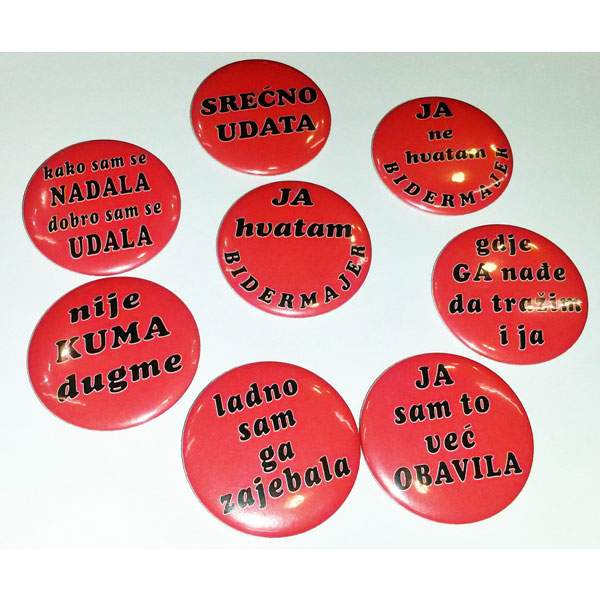 SREĆNO
UDATA
JA
ne
hvatam
BIDERMAJER
kako sam se
NADALA
dobro sam se
UDALA
JA
hvatam
BIDERMAJER
gdje
GA nađe
da tražim
i ja
nije
KUMA
dugme
ladno
sam
ga
zajebala
JA
sam to
već
OBAVILA